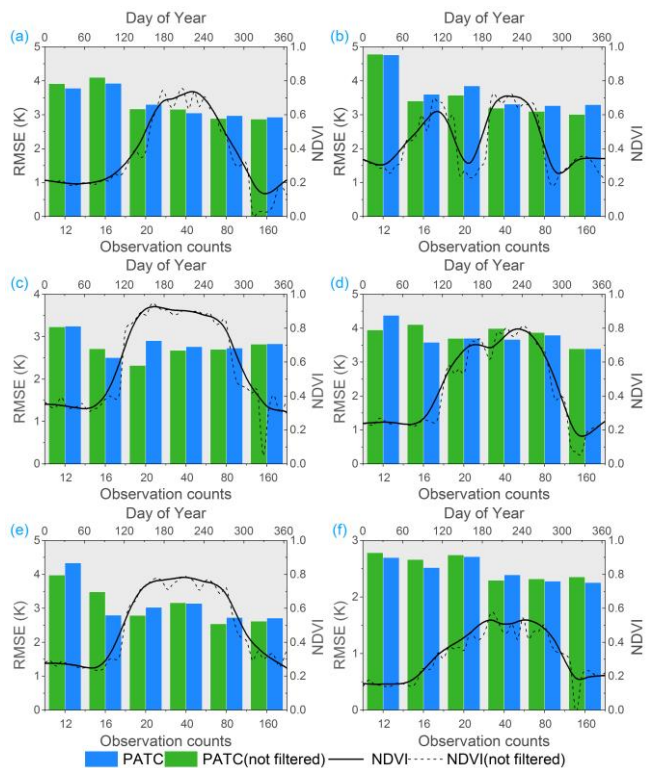 Day of Year
Day of Year
(a) 0 60 120 180 240 300 360
(b) 0 60 120 180 240 300 360
5 4 3 2 1 0
RMSE (K)
1.0 0.8 0.6 0.4 0.2 0.0
NDVI
5 4 3 2 1 0
RMSE (K)
1.0 0.8 0.6 0.4 0.2 0.0
NDVI
12 16 20 40 80 160
12 16 20 40 80 160
Observation counts
Observation counts
Day of Year
Day of Year
(c) 0 60 120 180 240 300 360
(d) 0 60 120 180 240 300 360
4 3 2 1 0
RMSE (K)
1.0 0.8 0.6 0.4 0.2 0.0
NDVI
5 4 3 2 1 0
RMSE (K)
1.0 0.8 0.6 0.4 0.2 0.0
NDVI
12 16 20 40 80 160
12 16 20 40 80 160
Observation counts
Observation counts
Day of Year
Day of Year
(e) 0 60 120 180 240 300 360
(f) 0 60 120 180 240 300 360
5 4 3 2 1 0
RMSE (K)
1.0 0.8 0.6 0.4 0.2 0.0
NDVI
3 2 1 0
RMSE (K)
1.0 0.8 0.6 0.4 0.2 0.0
NDVI
12 16 20 40 80 160
12 16 20 40 80 160
Observation counts
Observation counts
PATC PATC(not filtered) NDVI NDVI(not filtered)